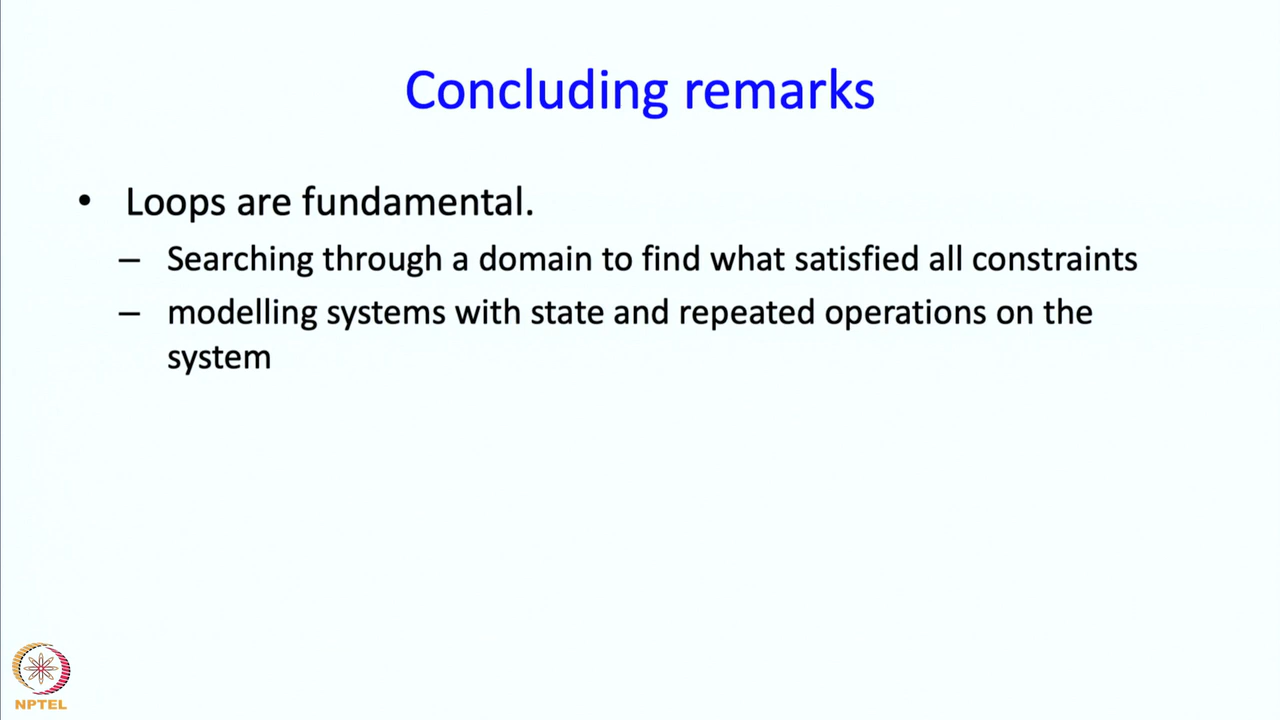 Concluding remarks
• Loops are fundamental.
– Searching through a domain to find what satisfied all constraints
– modelling systems with state and repeated operations on the
system
NPTEL